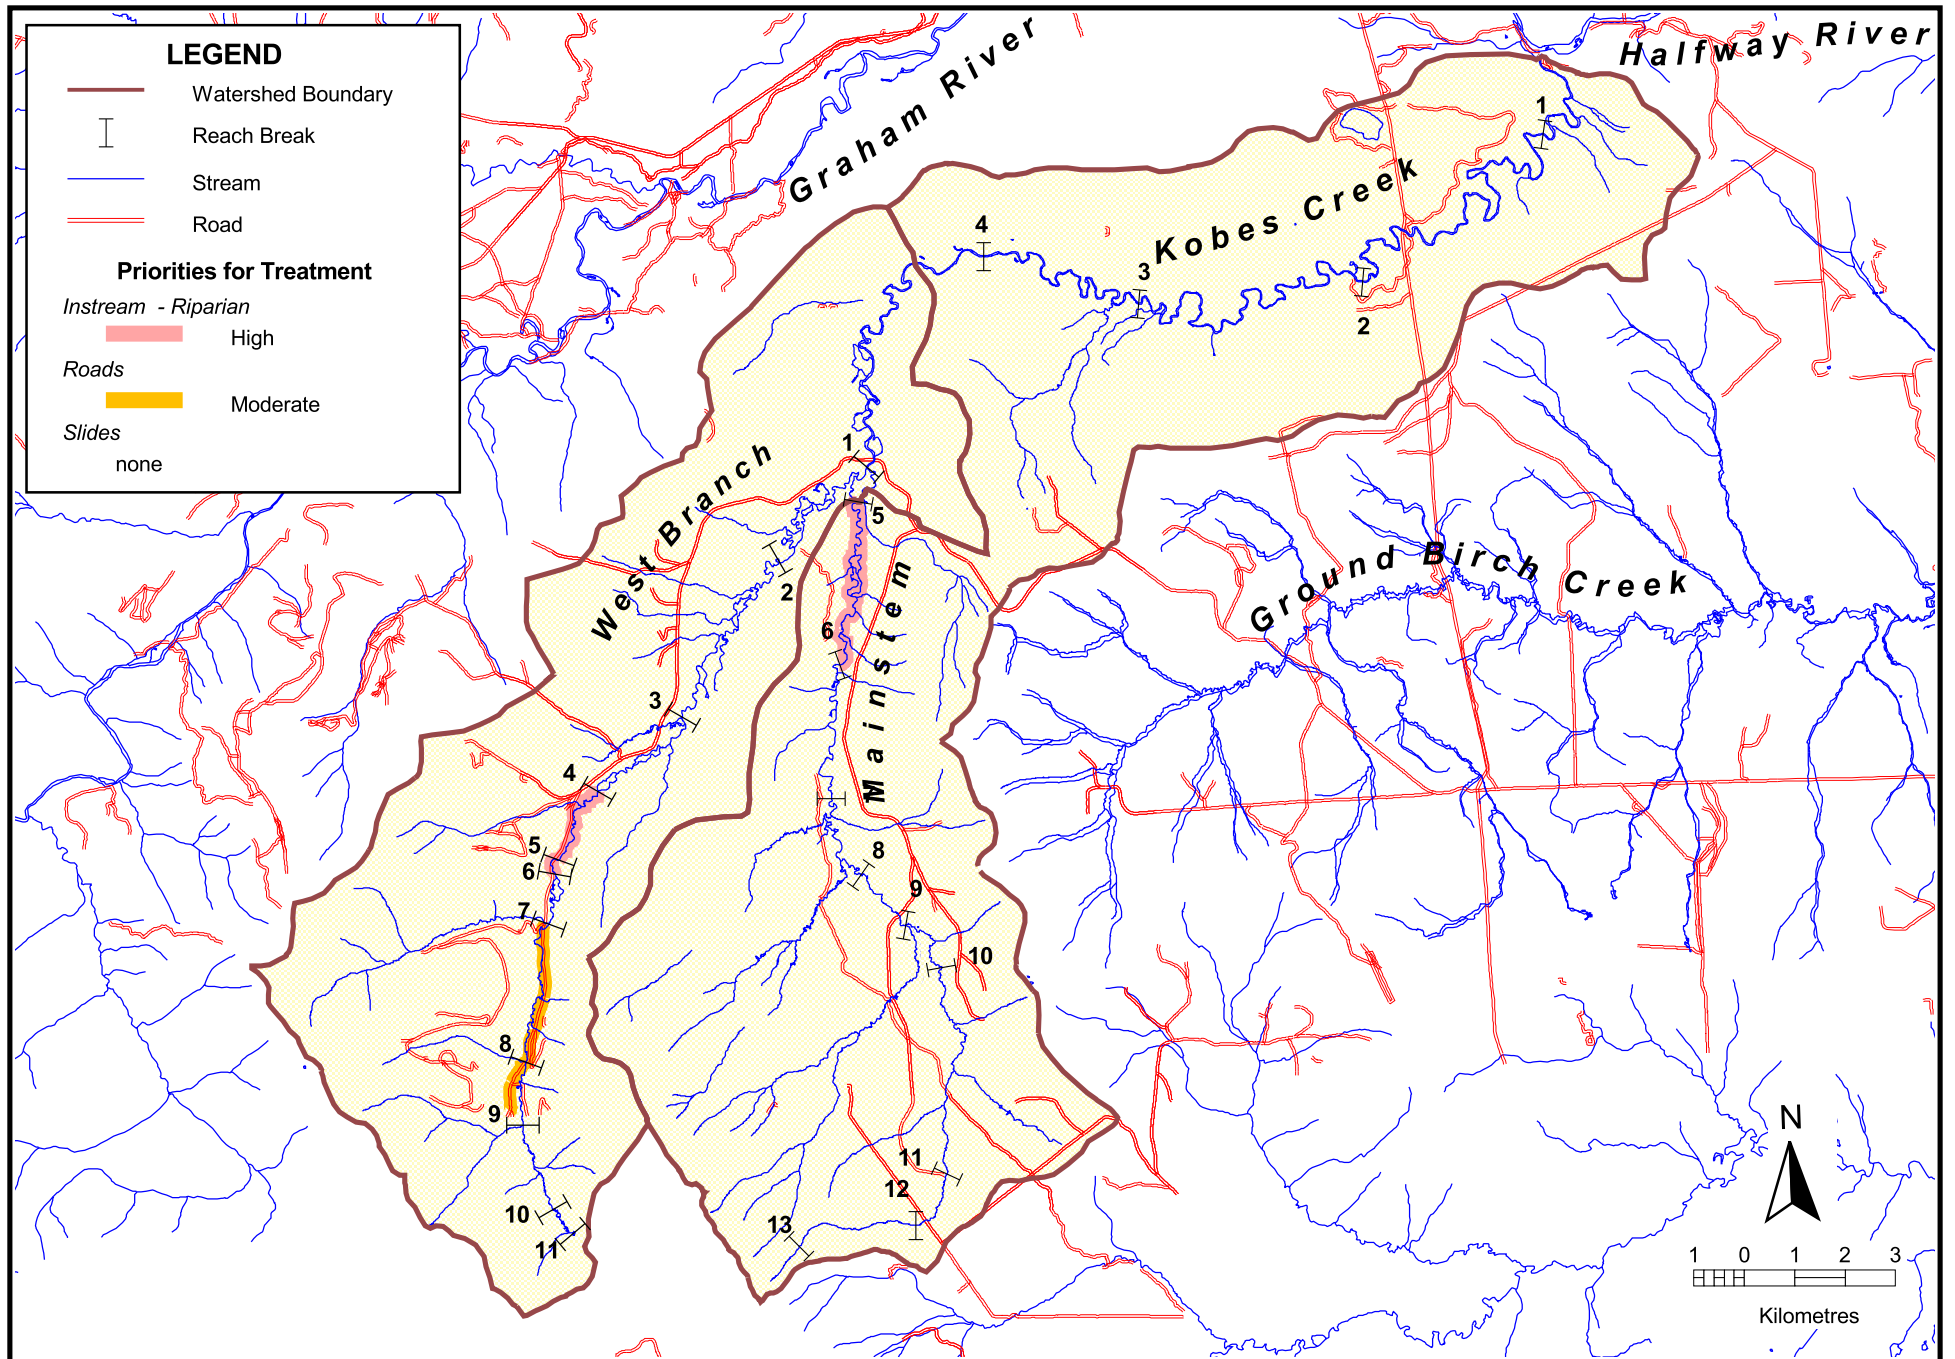 LEGEND
Watershed Boundary
Reach Break
Stream
Road
Priorities for Treatment
Instream - Riparian
High
Roads
Moderate
Slides
none
Graham River
Halfway River
Kobes Creek
1
2
3
4
West Branch
1
2
3
4
5
6
7
8
9
10
11
Mainstem
5
6
8
9
10
11
12
13
Ground Birch Creek
N
1 0 1 2 3
Kilometres